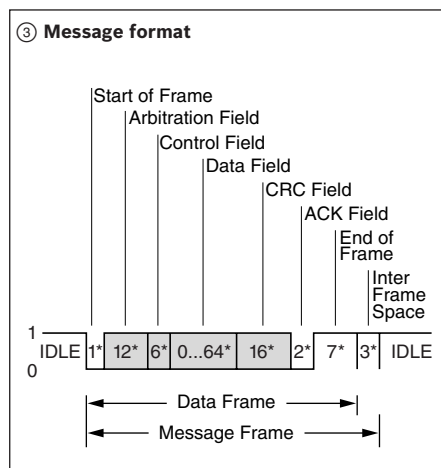 ③ Message format
Start of Frame
Arbitration Field
Control Field
Data Field
CRC Field
ACK Field
End of
Frame
Inter
Frame
Space
1
IDLE 1* 12* 6* 0...64* 16* 2* 7* 3* IDLE
0
Data Frame
Message Frame